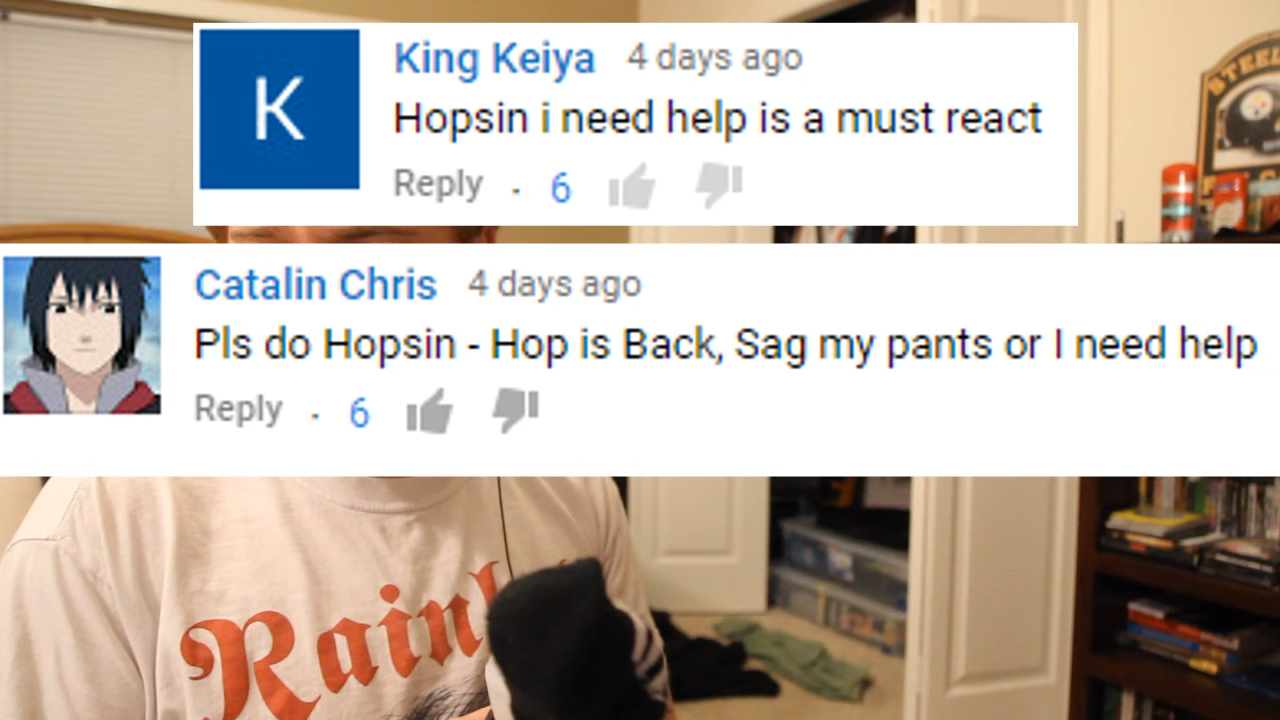 K
King Keiya 4 days ago
Hopsin i need help is a must react
Reply · 6
Catalin Chris 4 days ago
Pls do Hopsin - Hop is Back, Sag my pants or I need help
Reply · 6
STEEL
Rain